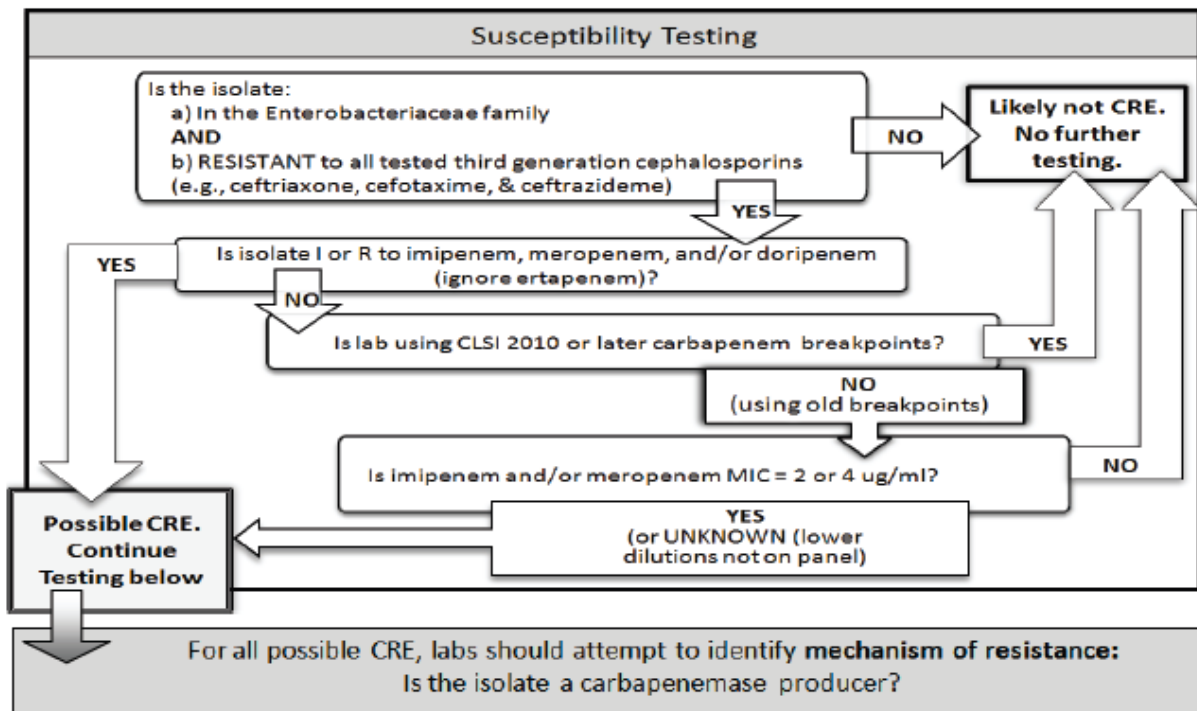 Susceptibility Testing
Is the isolate:
a) In the Enterobacteriaceae family
AND
b) RESISTANT to all tested third generation cephalosporins
(e.g., ceftriaxone, cefotaxime, & ceftrazideme)
NO
Likely not CRE.
No further
testing.
YES
YES
Is isolate I or R to imipenem, meropenem, and/or doripenem
(ignore ertapenem)?
NO
Is lab using CLSI 2010 or later carbapenem breakpoints?
YES
NO
(using old breakpoints)
Is imipenem and/or meropenem MIC = 2 or 4 ug/ml?
NO
YES
(or UNKNOWN (lower
dilutions not on panel)
Possible CRE.
Continue
Testing below
For all possible CRE, labs should attempt to identify mechanism of resistance:
Is the isolate a carbapenemase producer?